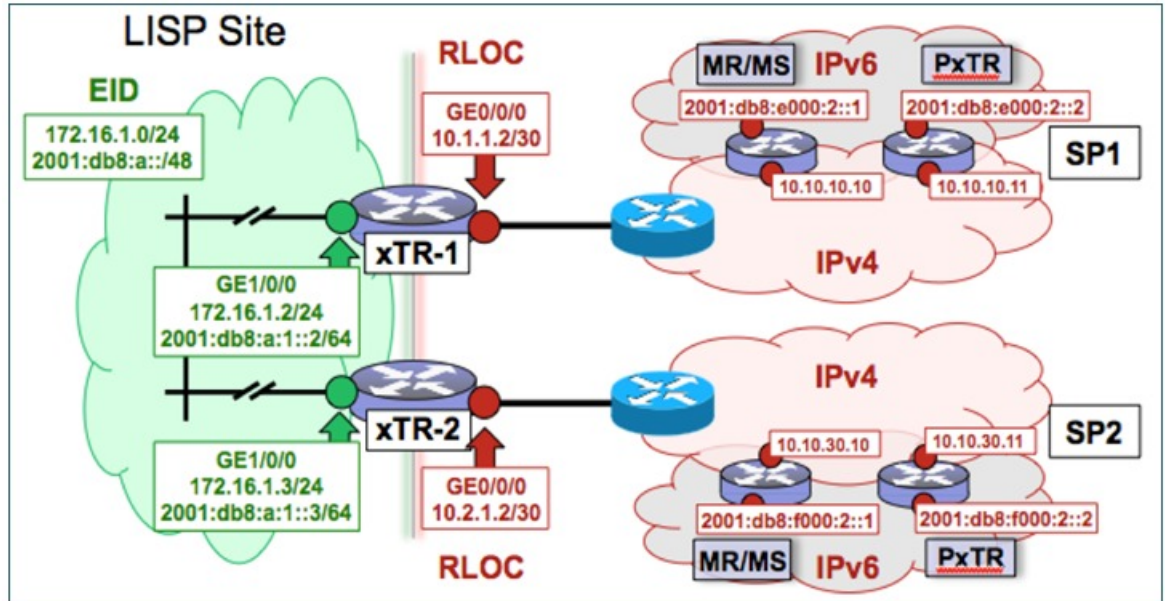 LISP Site
EID
172.16.1.0/24
2001:db8:a::/48
RLOC
GE0/0/0
10.1.1.2/30
xTR-1
GE1/0/0
172.16.1.2/24
2001:db8:a:1::2/64
MR/MS
IPv6
PxTR
2001:db8:e000:2::1
2001:db8:e000:2::2
SP1
10.10.10.10
10.10.10.11
IPv4
xTR-2
GE1/0/0
172.16.1.3/24
2001:db8:a:1::3/64
GE0/0/0
10.2.1.2/30
RLOC
IPv4
10.10.30.10
10.10.30.11
SP2
2001:db8:f000:2::1
2001:db8:f000:2::2
MR/MS
IPv6
PxTR